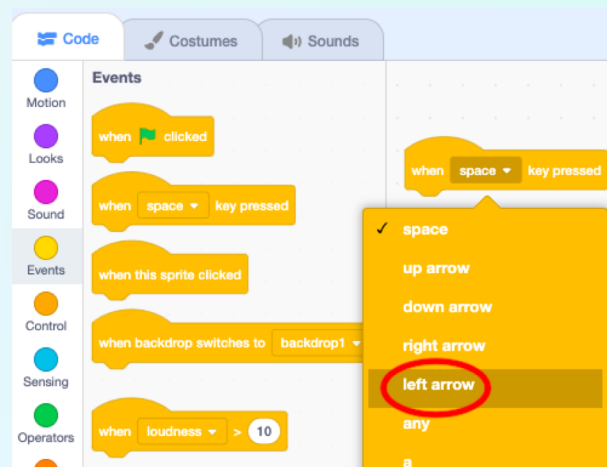 Code
Costumes
Sounds
Motion
Looks
Sound
Events
Control
Sensing
Operators
Events
when clicked
when space key pressed
when this sprite clicked
when backdrop switches to backdrop1
when loudness > 10
when space key pressed
✓ space
up arrow
down arrow
right arrow
left arrow
any
a